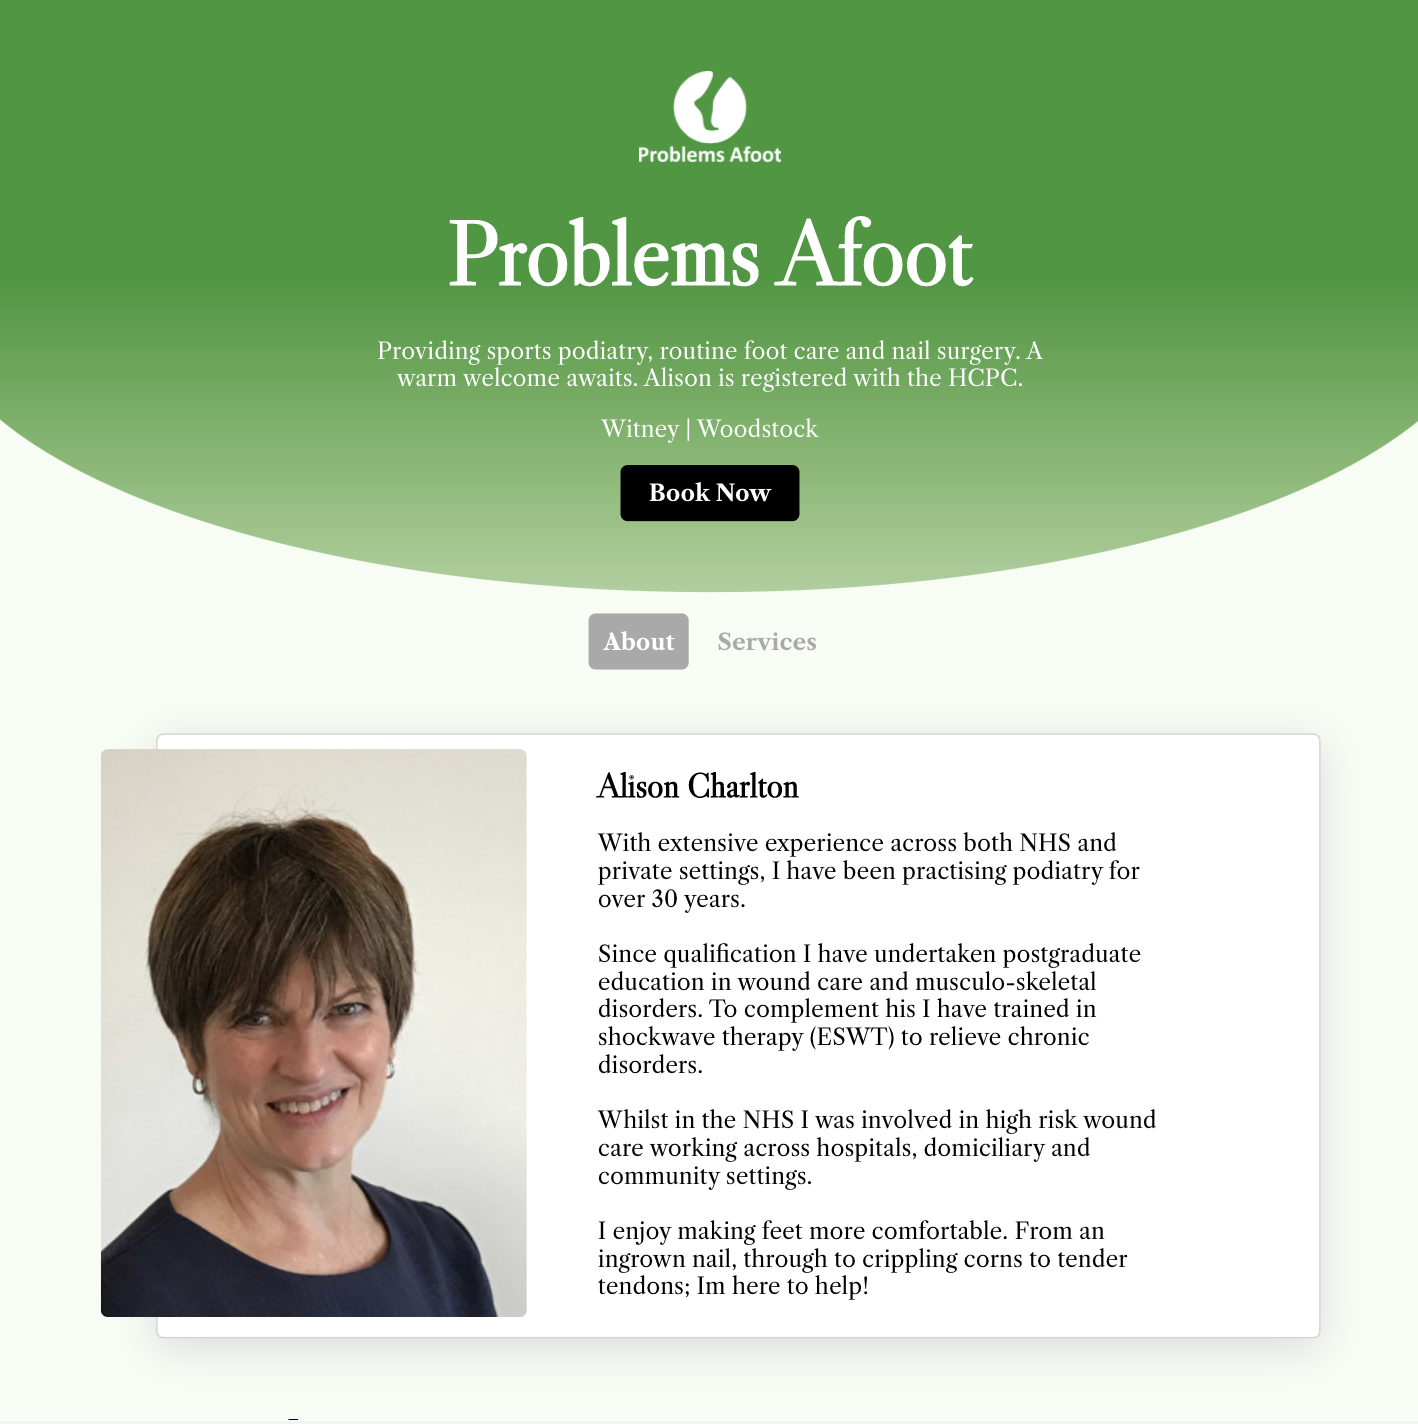 Problems Afoot
Problems Afoot
Providing sports podiatry, routine foot care and nail surgery. A
warm welcome awaits. Alison is registered with the HCPC.
Witney | Woodstock
Book Now
About
Services
Alison Charlton
With extensive experience across both NHS and
private settings, I have been practising podiatry for
over 30 years.
Since qualification I have undertaken postgraduate
education in wound care and musculo-skeletal
disorders. To complement his I have trained in
shockwave therapy (ESWT) to relieve chronic
disorders.
Whilst in the NHS I was involved in high risk wound
care working across hospitals, domiciliary and
community settings.
I enjoy making feet more comfortable. From an
ingrown nail, through to crippling corns to tender
tendons; Im here to help!